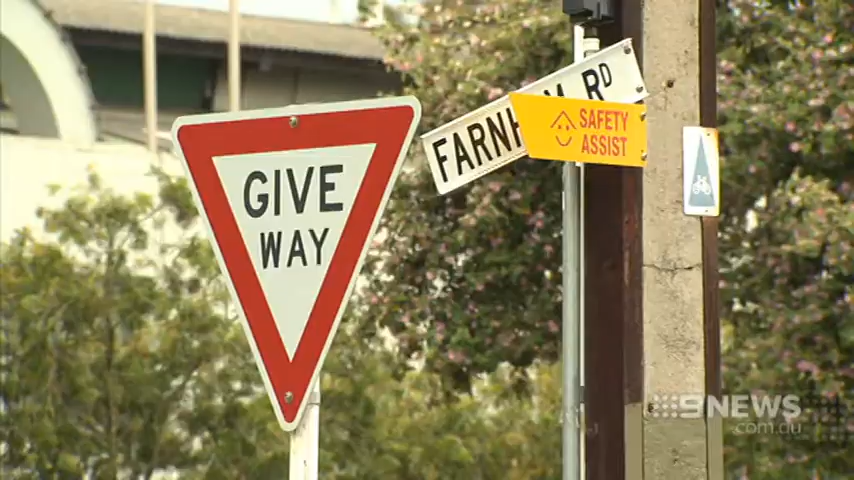 GIVE
WAY
FARNH M RD
SAFETY
ASSIST
9NEWS
.com.au